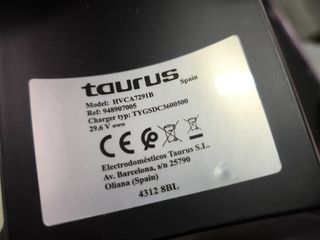 taurus
Spain
Model: HVCA7291B
Ref: 948907005
Charger typ: TYGSDC3600500
29.6 V
CE
Electrodomésticos Taurus S.L.
Av. Barcelona, s/n 25790
Oliana (Spain)
4312 8BL